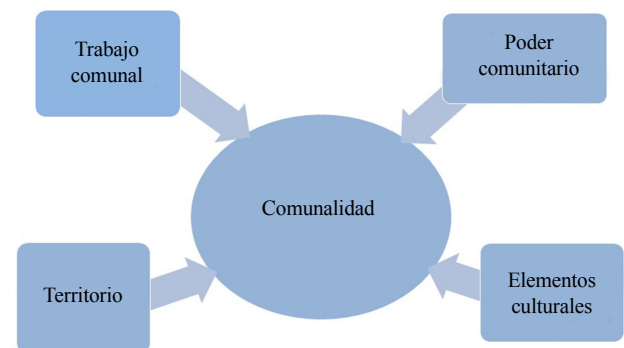 Trabajo
comunal
Poder
comunitario
Comunalidad
Territorio
Elementos
culturales